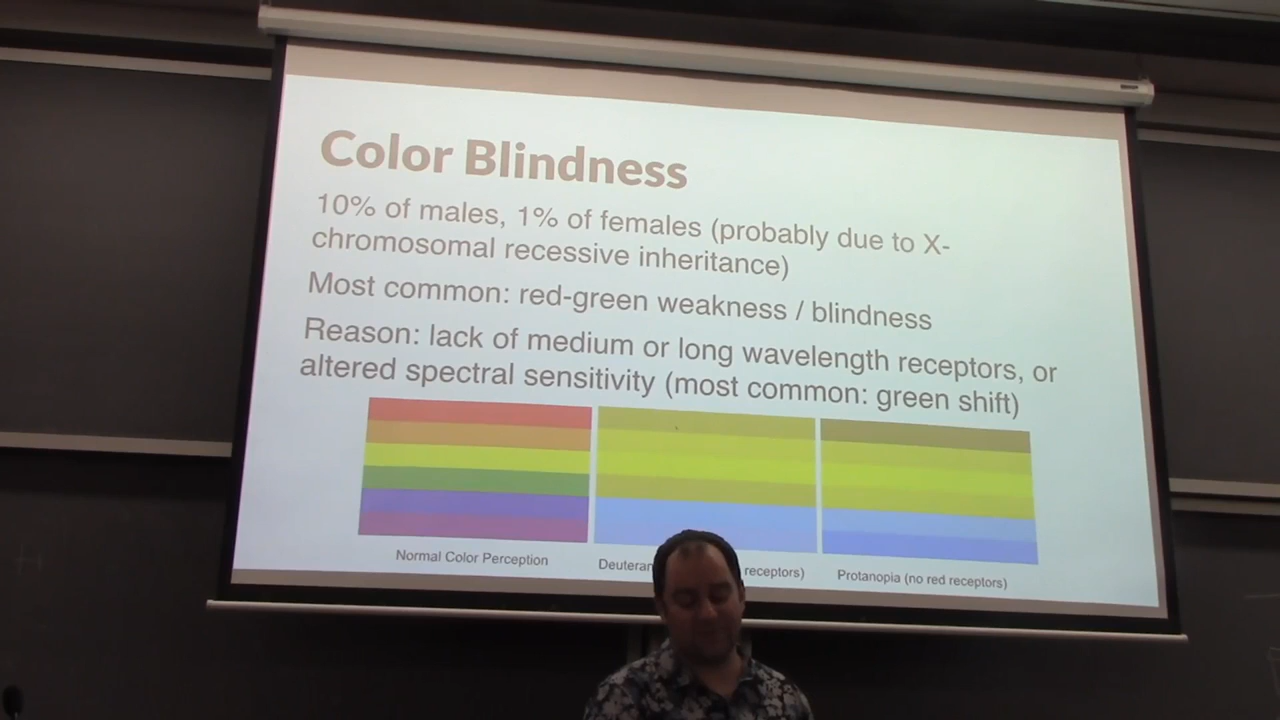 Color Blindness
10% of males, 1% of females (probably due to X-
chromosomal recessive inheritance)
Most common: red-green weakness / blindness
Reason: lack of medium or long wavelength receptors, or
altered spectral sensitivity (most common: green shift)
Normal Color Perception
receptors)
Protanopia (no red receptors)